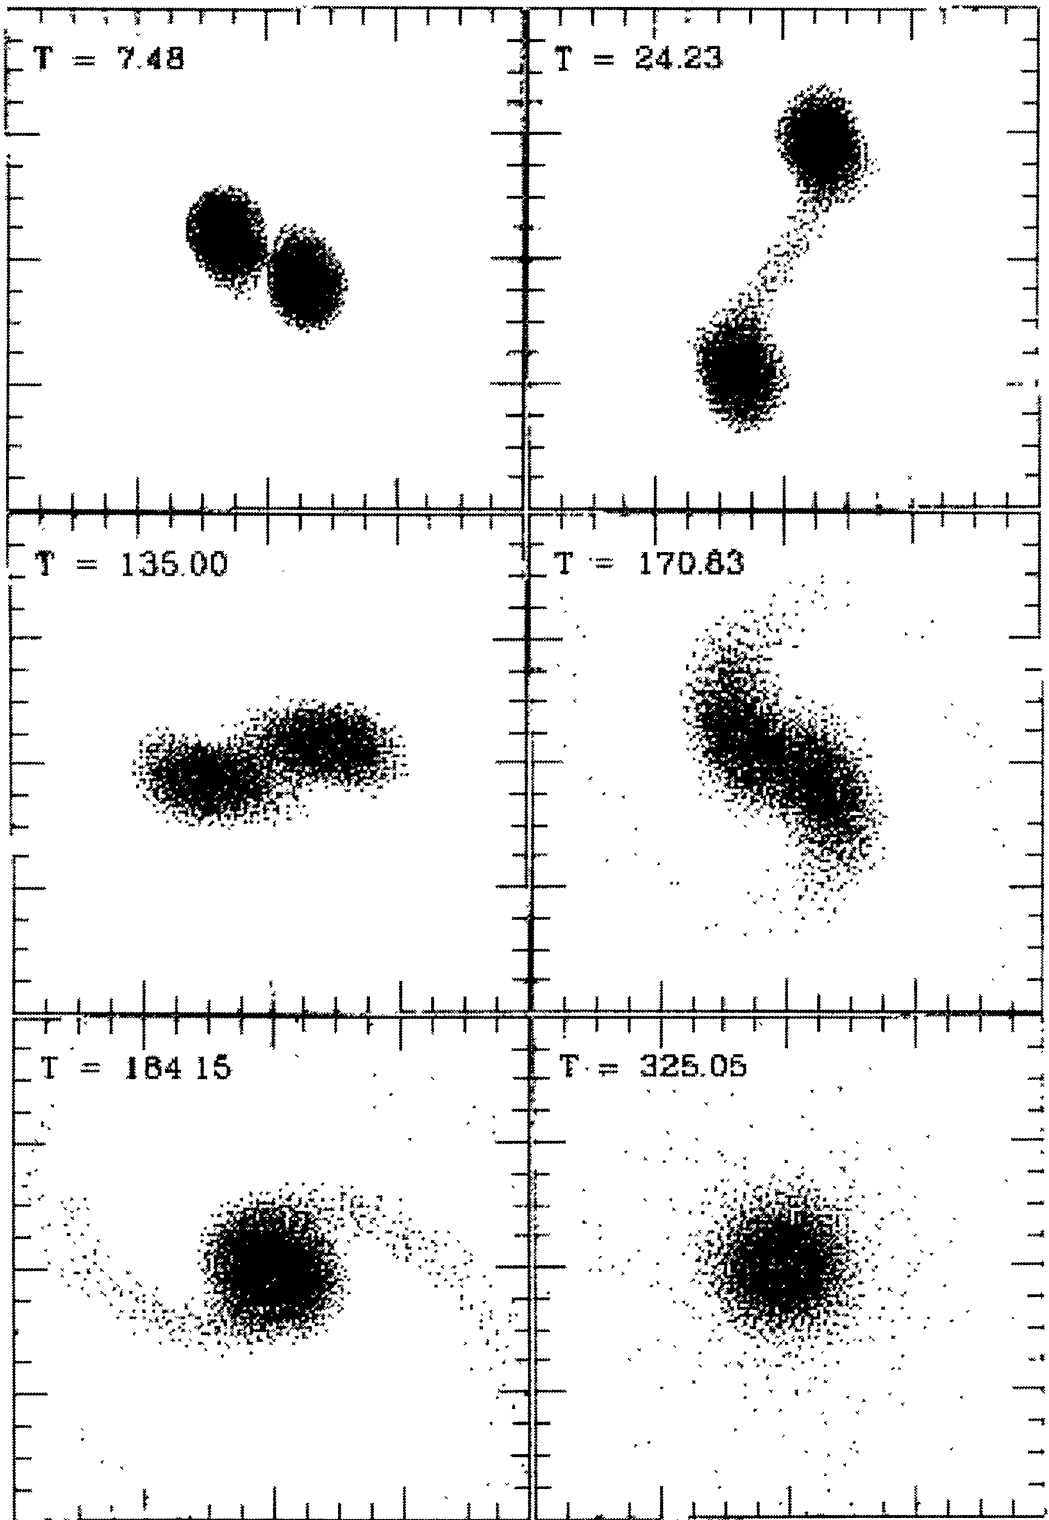 T = 7.48
T = 24.23
T = 135.00
T = 170.83
T = 184 15
T = 325.05